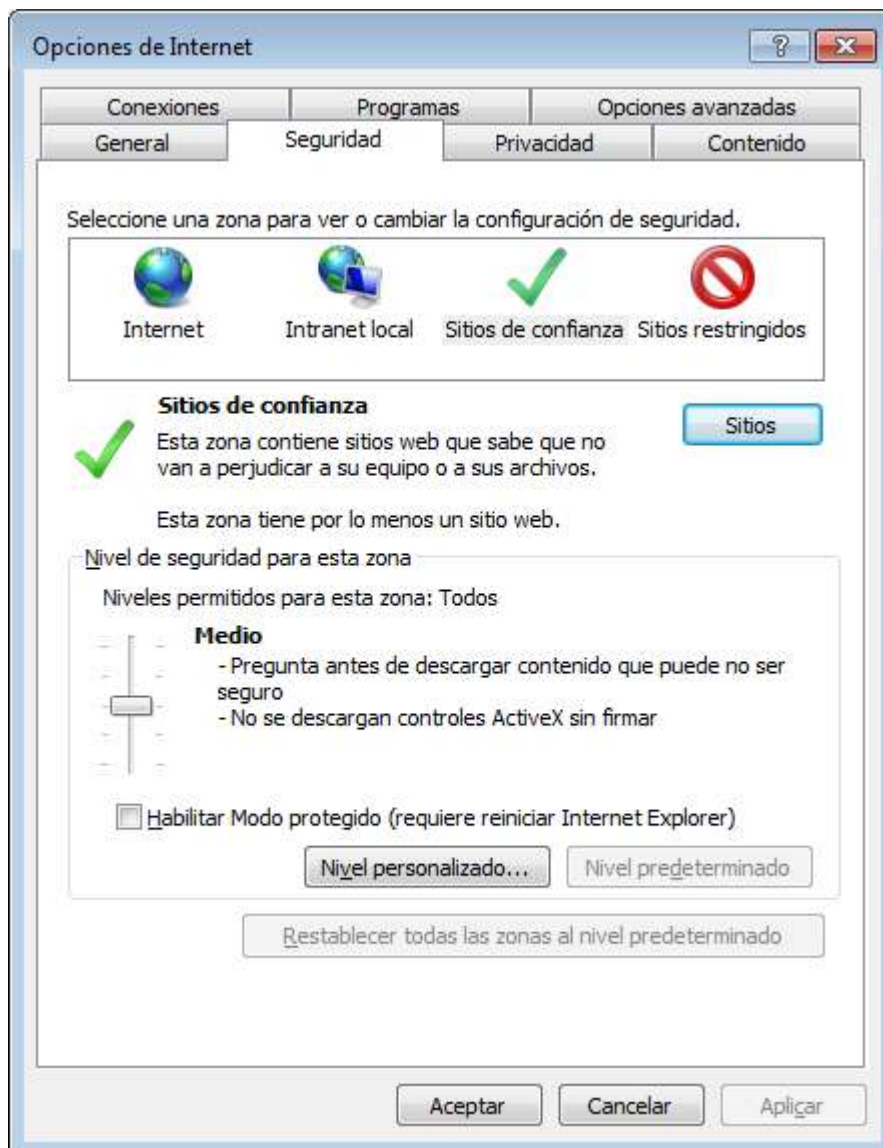 Opciones de Internet
Conexiones Programas Opciones avanzadas
General Seguridad Privacidad Contenido
Seleccione una zona para ver o cambiar la configuración de seguridad.
Internet Intranet local Sitios de confianza Sitios restringidos
Sitios de confianza
Sitios
Esta zona contiene sitios web que sabe que no
van a perjudicar a su equipo o a sus archivos.
Esta zona tiene por lo menos un sitio web.
Nivel de seguridad para esta zona
Niveles permitidos para esta zona: Todos
Medio
- Pregunta antes de descargar contenido que puede no ser
seguro
- No se descargan controles ActiveX sin firmar
Habilitar Modo protegido (requiere reiniciar Internet Explorer)
Nivel personalizado... Nivel predeterminado
Restablecer todas las zonas al nivel predeterminado
Aceptar Cancelar Aplicar